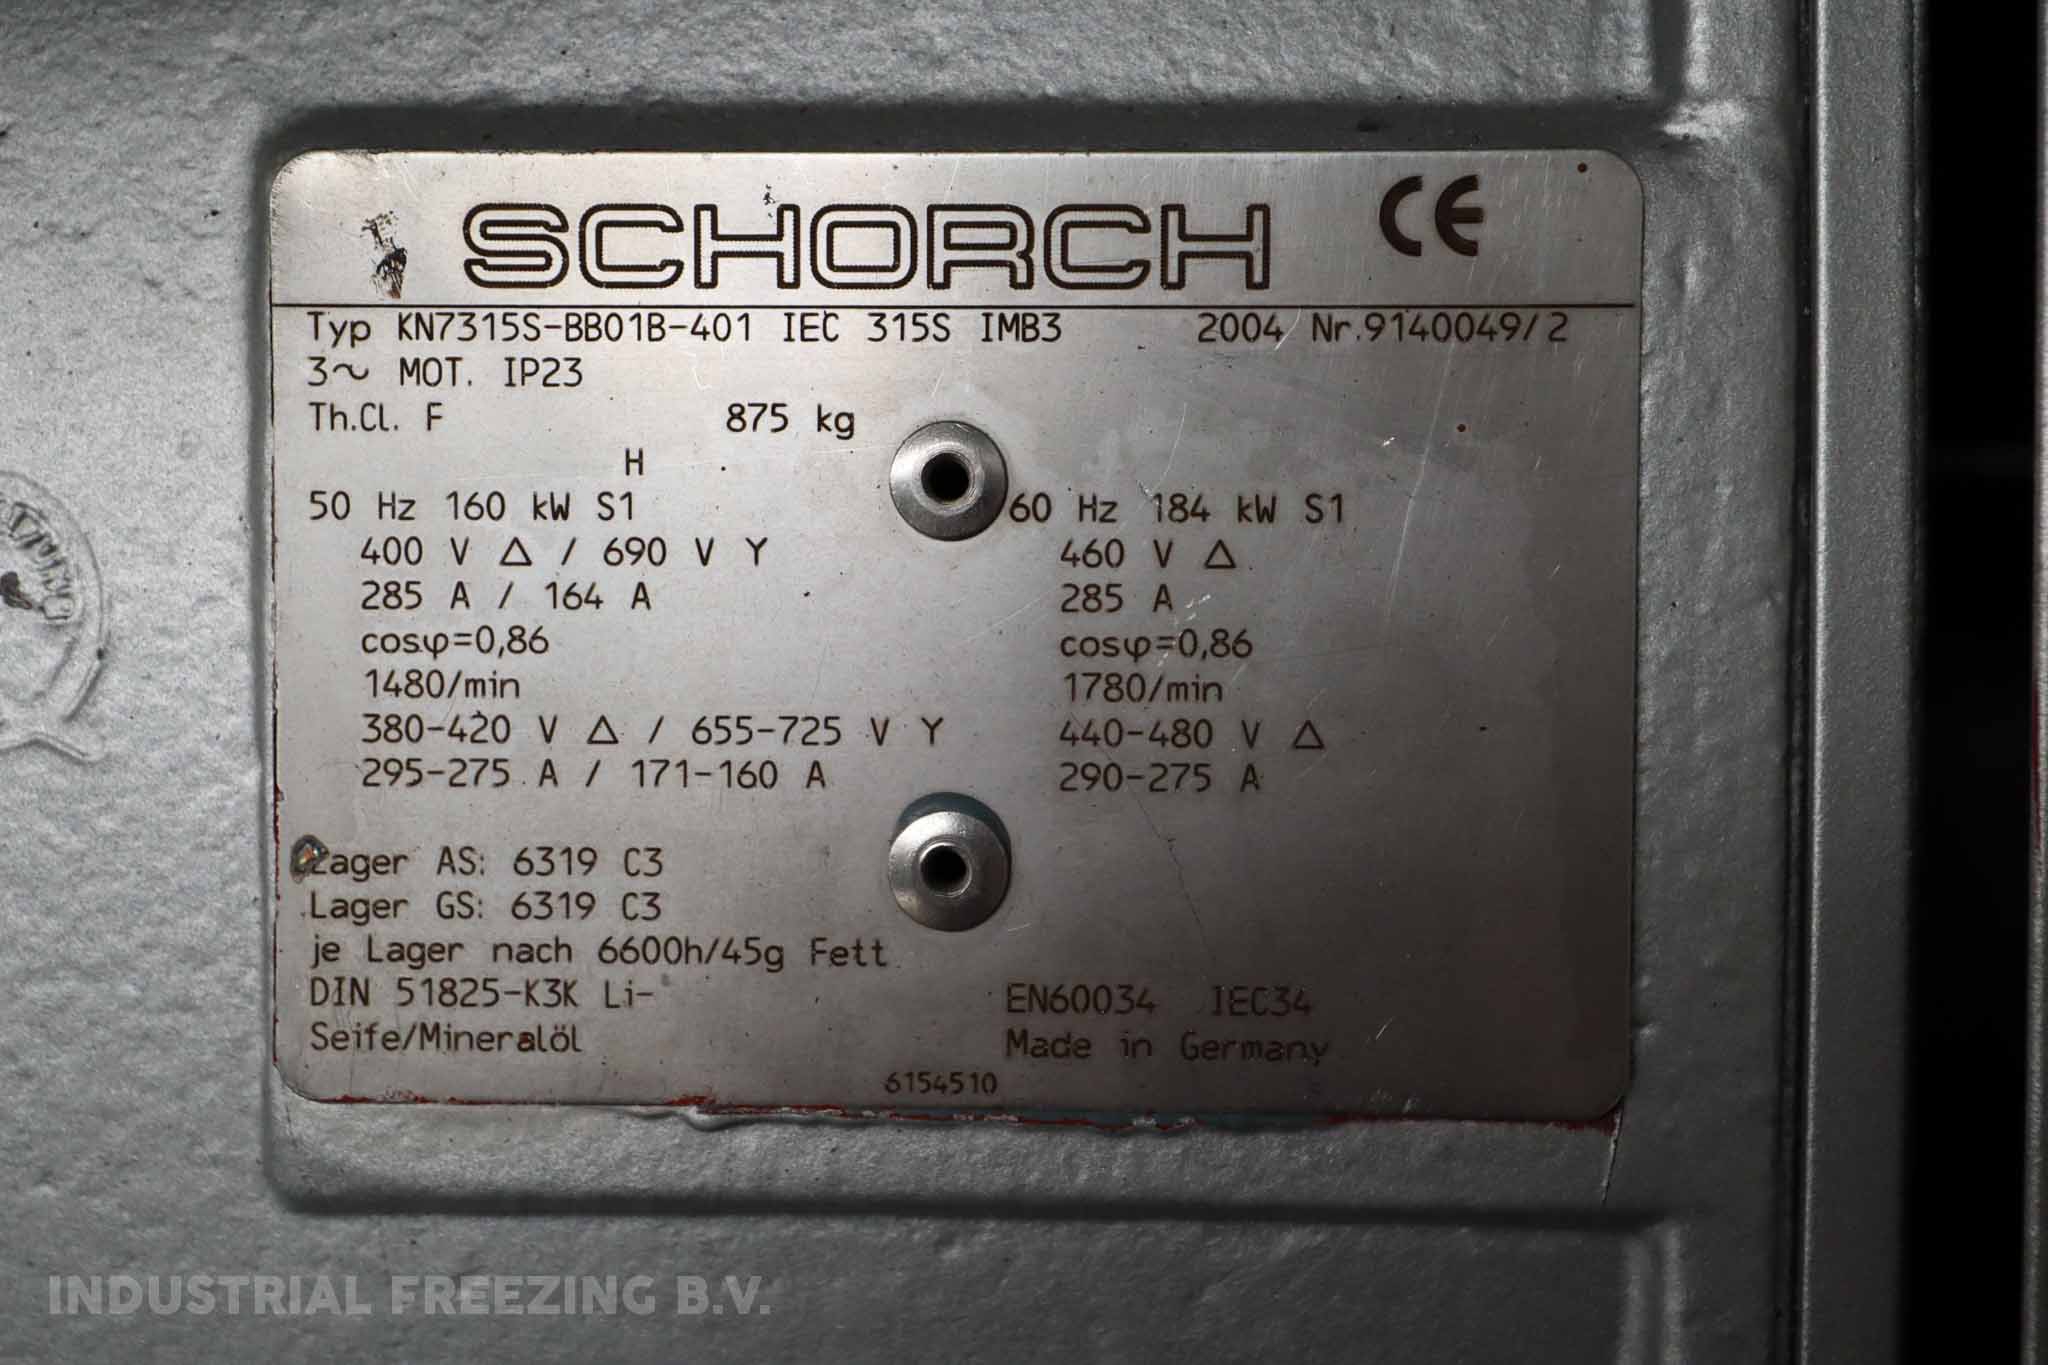 SCHORCH CE
Typ KN7315S-BB01B-401 IEC 315S IMB3 2004 Nr.9140049/2
3~ MOT. IP23
Th.Cl. F 875 kg
H
50 Hz 160 kW S1
400 V △ / 690 V Y
285 A / 164 A
cosφ=0,86
1480/min
380-420 V △ / 655-725 V Y
295-275 A / 171-160 A
60 Hz 184 kW S1
460 V △
285 A
cosφ=0,86
1780/min
440-480 V △
290-275 A
Lager AS: 6319 C3
Lager GS: 6319 C3
je Lager nach 6600h/45g Fett
DIN 51825-K3K Li-
Seife/Mineralöl
EN60034 IEC34
Made in Germany
6154510
INDUSTRIAL FREEZING B.V.